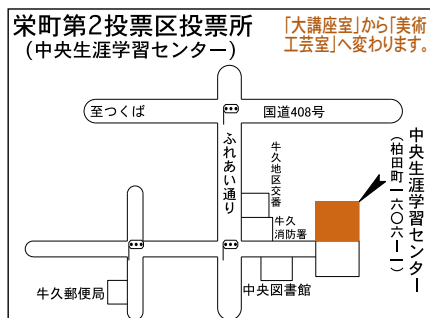 栄町第2投票区投票所
(中央生涯学習センター)
「大講座室」から「美術
工芸室」へ変わります。
至つくば
国道408号
ふれあい通り
牛久地区交番
牛久
消防署
中央生涯学習センター
(柏田町一六〇六-一)
牛久郵便局
中央図書館